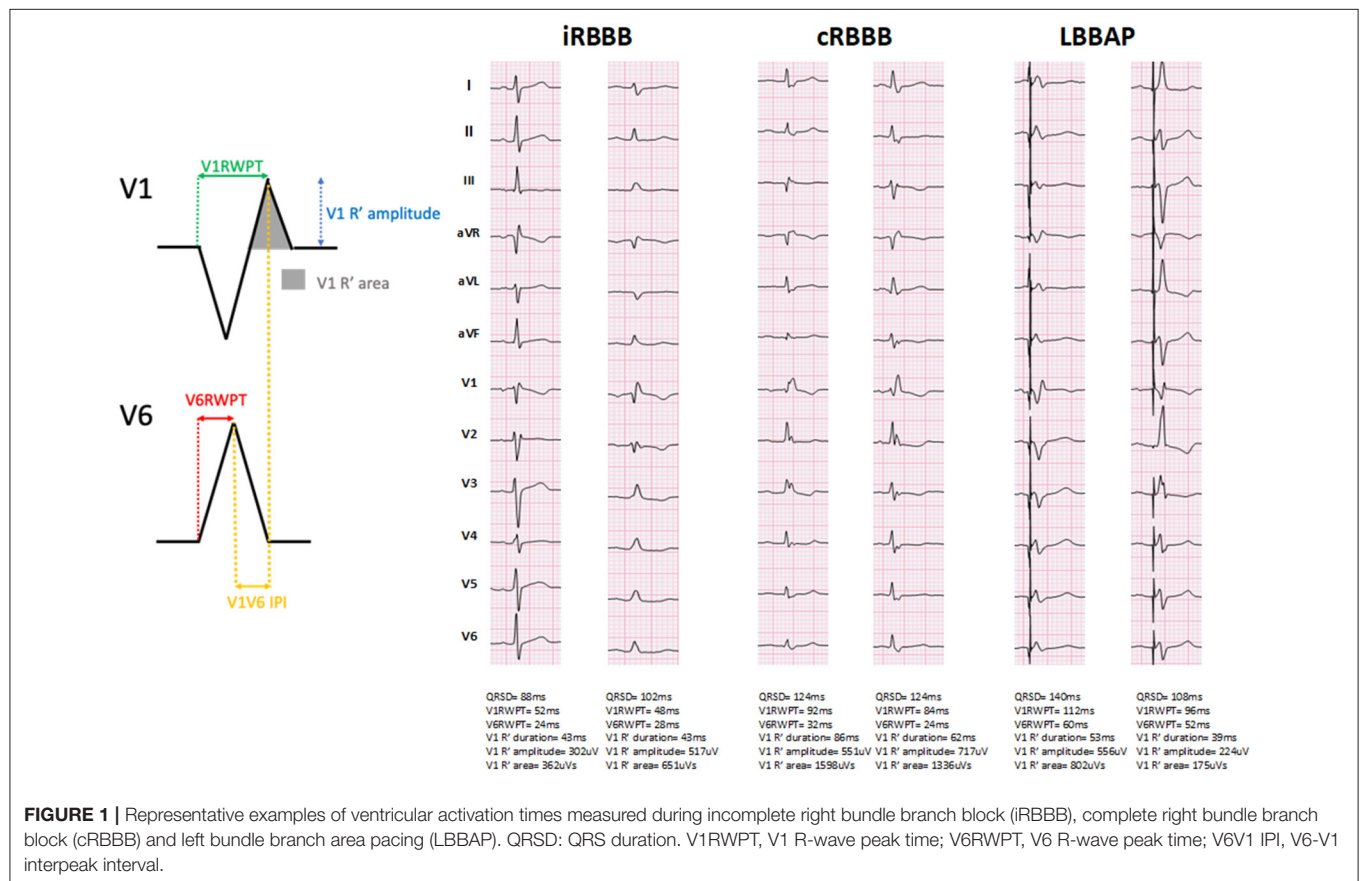 iRBBB
cRBBB
LBBAP
V1
V1RWPT
V1 R' amplitude
V1 R' area
V6
V6RWPT
V1V6 IPI
I
II
III
aVR
aVL
aVF
V1
V2
V3
V4
V5
V6
QRSD= 88ms
V1RWPT= 52ms
V6RWPT= 24ms
V1 R' duration= 43ms
V1 R' amplitude= 302uV
V1 R' area= 362uVs
QRSD= 102ms
V1RWPT= 48ms
V6RWPT= 28ms
V1 R' duration= 43ms
V1 R' amplitude= 517uV
V1 R' area= 651uVs
QRSD= 124ms
V1RWPT= 92ms
V6RWPT= 32ms
V1 R' duration= 86ms
V1 R' amplitude= 551uV
V1 R' area= 1598uVs
QRSD= 124ms
V1RWPT= 84ms
V6RWPT= 24ms
V1 R' duration= 62ms
V1 R' amplitude= 717uV
V1 R' area= 1336uVs
QRSD= 140ms
V1RWPT= 112ms
V6RWPT= 60ms
V1 R' duration= 53ms
V1 R' amplitude= 556uV
V1 R' area= 802uVs
QRSD= 108ms
V1RWPT= 96ms
V6RWPT= 52ms
V1 R' duration= 39ms
V1 R' amplitude= 224uV
V1 R' area= 175uVs
FIGURE 1 | Representative examples of ventricular activation times measured during incomplete right bundle branch block (iRBBB), complete right bundle branch
block (cRBBB) and left bundle branch area pacing (LBBAP). QRSD: QRS duration. V1RWPT, V1 R-wave peak time; V6RWPT, V6 R-wave peak time; V6V1 IPI, V6-V1
interpeak interval.